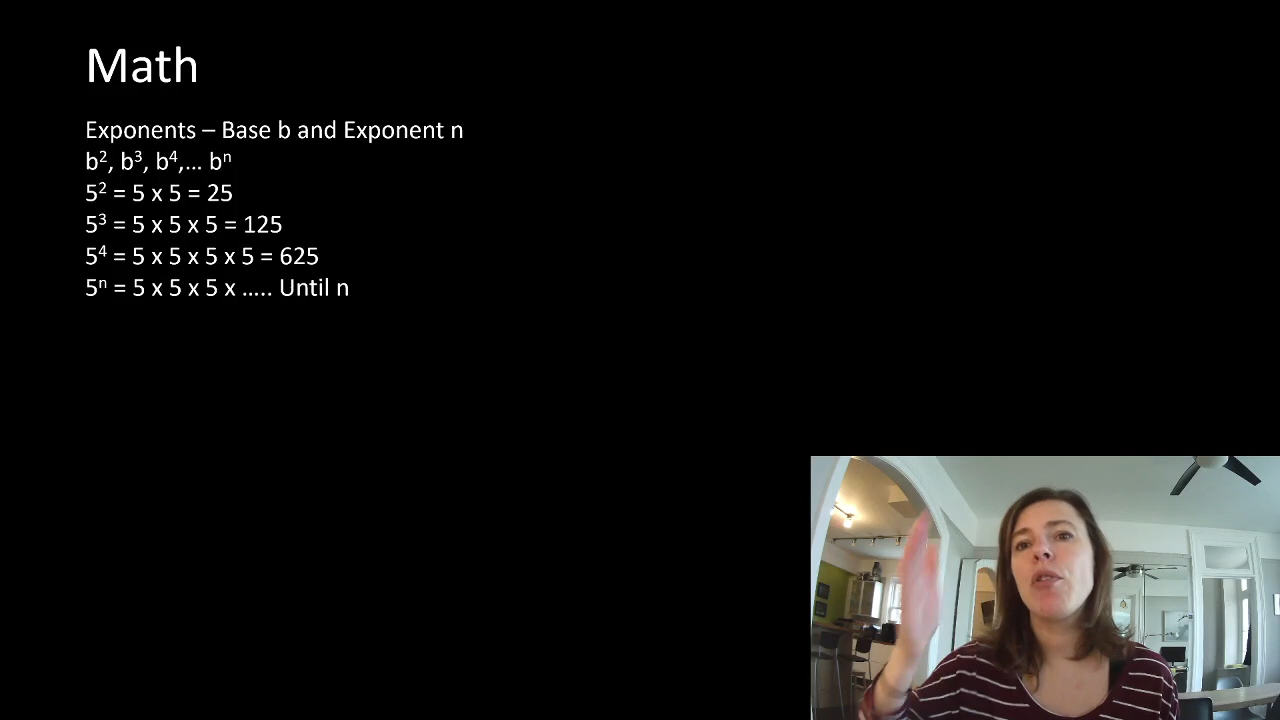 Math
Exponents – Base b and Exponent n
b², b³, b⁴,… bⁿ
5² = 5 x 5 = 25
5³ = 5 x 5 x 5 = 125
5⁴ = 5 x 5 x 5 x 5 = 625
5ⁿ = 5 x 5 x 5 x ….. Until n